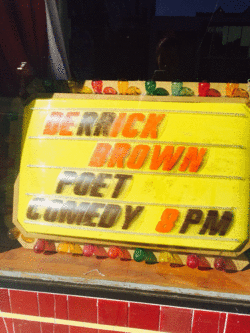 DERRICK
BROWN
POET
COMEDY 8PM